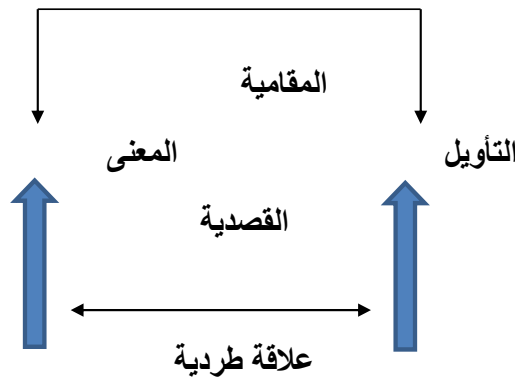 المقامية
التأويل
المعنى
القصدية
علاقة طردية